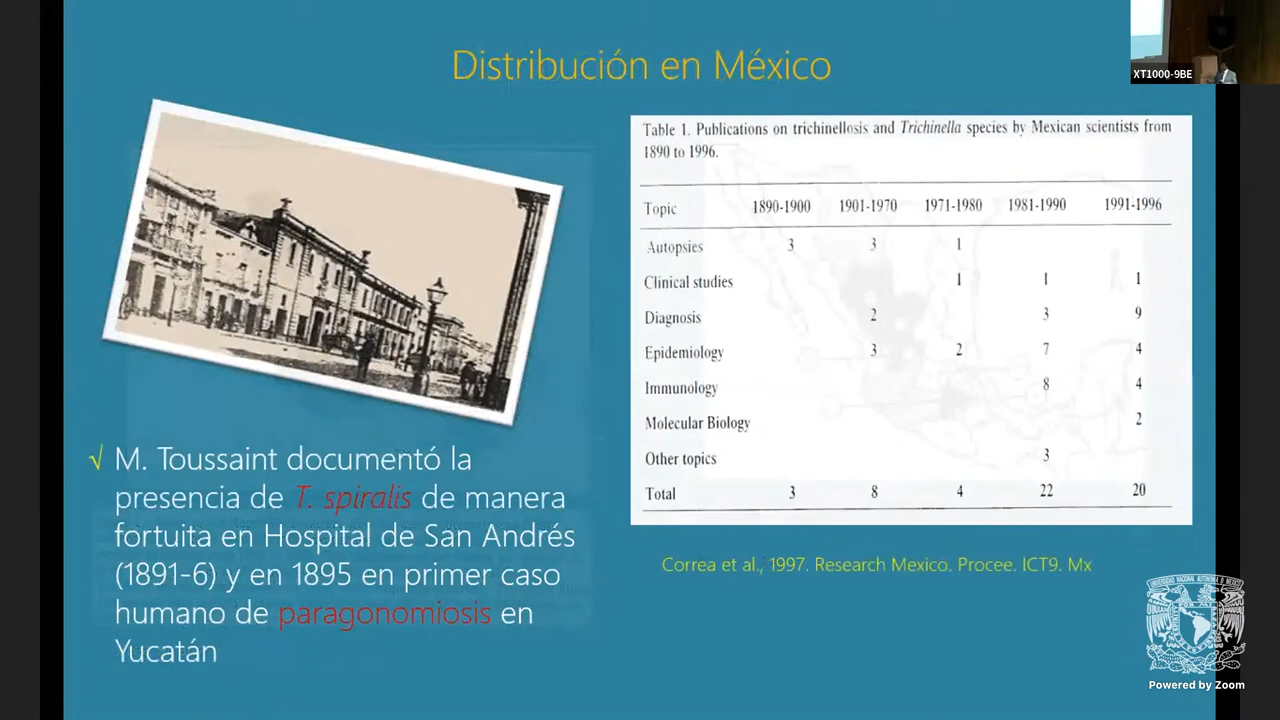 Distribución en México
XT1000-9BE
Table 1. Publications on trichinellosis and Trichinella species by Mexican scientists from
1890 to 1996.
Topic 1890-1900 1901-1970 1971-1980 1981-1990 1991-1996
Autopsies 3 3 1
Clinical studies 1 1 1
Diagnosis 2 3 9
Epidemiology 3 2 7 4
Immunology 8 4
Molecular Biology 2
Other topics 3
Total 3 8 4 22 20
√ M. Toussaint documentó la
presencia de T. spiralis de manera
fortuita en Hospital de San Andrés
(1891-6) y en 1895 en primer caso
humano de paragonomiosis en
Yucatán
Correa et al., 1997. Research Mexico. Procee. ICT9. Mx
Powered by Zoom